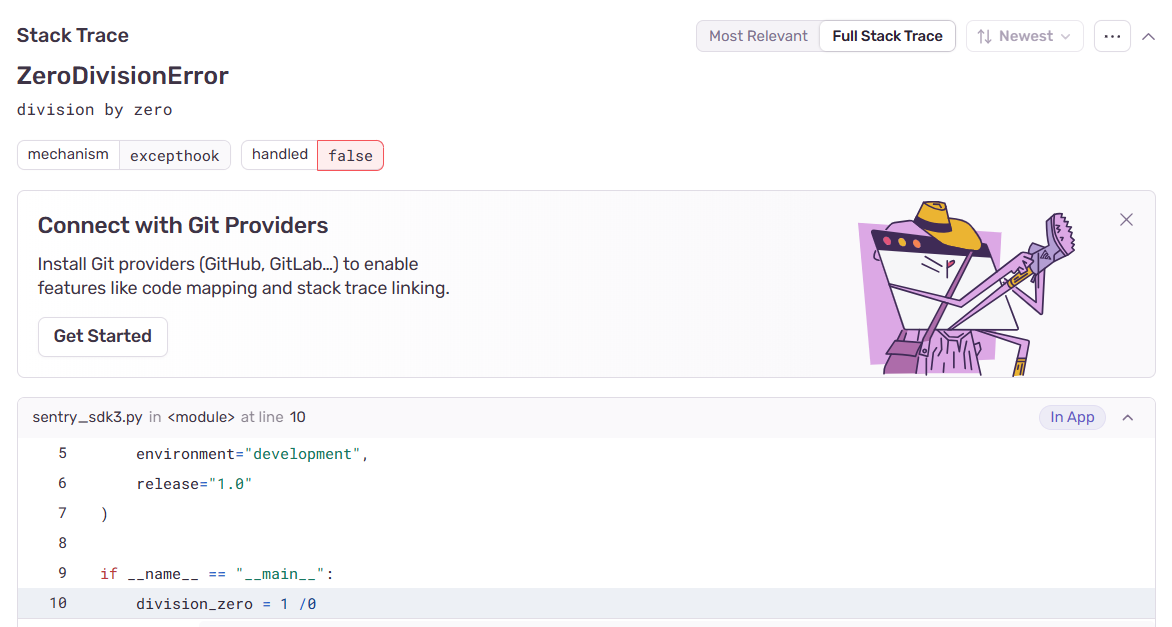 Stack Trace
Most Relevant Full Stack Trace Newest ...
ZeroDivisionError
division by zero
mechanism excepthook handled false
Connect with Git Providers
Install Git providers (GitHub, GitLab…) to enable
features like code mapping and stack trace linking.
Get Started
sentry_sdk3.py in <module> at line 10 In App
5 environment="development",
6 release="1.0"
7 )
8
9 if __name__ == "__main__":
10 division_zero = 1 /0